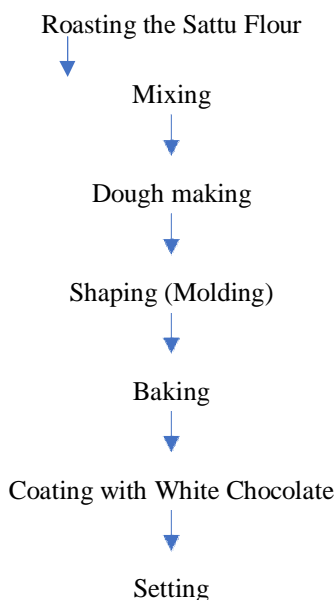 Roasting the Sattu Flour
Mixing
Dough making
Shaping (Molding)
Baking
Coating with White Chocolate
Setting